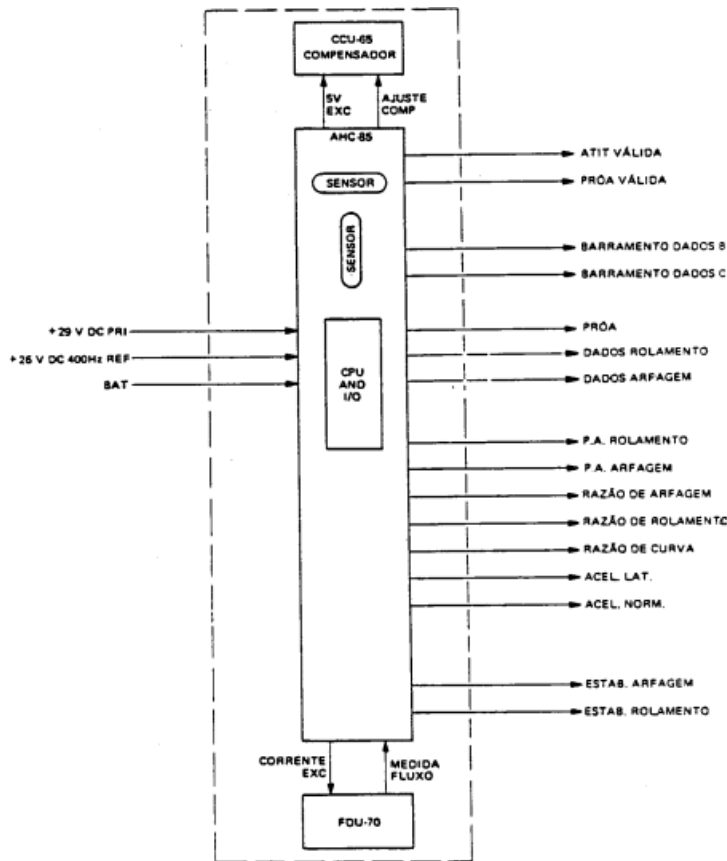 CCU-65
COMPENSADOR
5V
EXC
AJUSTE
COMP
AHC-85
SENSOR
SENSOR
ATIT VÁLIDA
PRÔA VÁLIDA
BARRAMENTO DADOS B
BARRAMENTO DADOS C
+29 V DC PRI
+26 V DC 400Hz REF
BAT
CPU
AND
I/O
PRÔA
DADOS ROLAMENTO
DADOS ARFAGEM
P.A. ROLAMENTO
P.A. ARFAGEM
RAZÃO DE ARFAGEM
RAZÃO DE ROLAMENTO
RAZÃO DE CURVA
ACEL. LAT.
ACEL. NORM.
ESTAB. ARFAGEM
ESTAB. ROLAMENTO
CORRENTE
EXC
MEDIDA
FLUXO
FDU-70